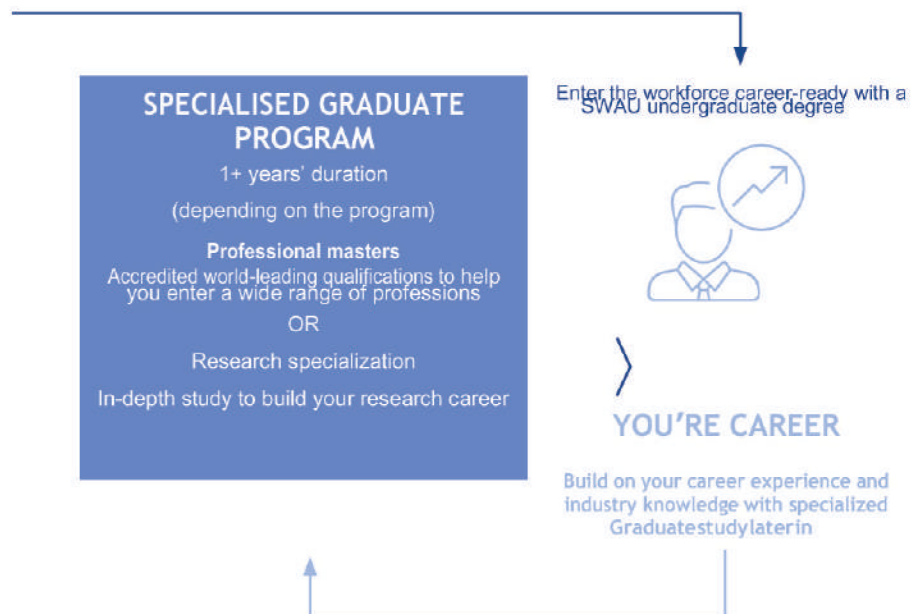 SPECIALISED GRADUATE
PROGRAM
1+ years' duration
(depending on the program)
Professional masters
Accredited world-leading qualifications to help
you enter a wide range of professions
OR
Research specialization
In-depth study to build your research career
Enter the workforce career-ready with a
SWAU undergraduate degree
YOU'RE CAREER
Build on your career experience and
industry knowledge with specialized
Graduatestudylaterin